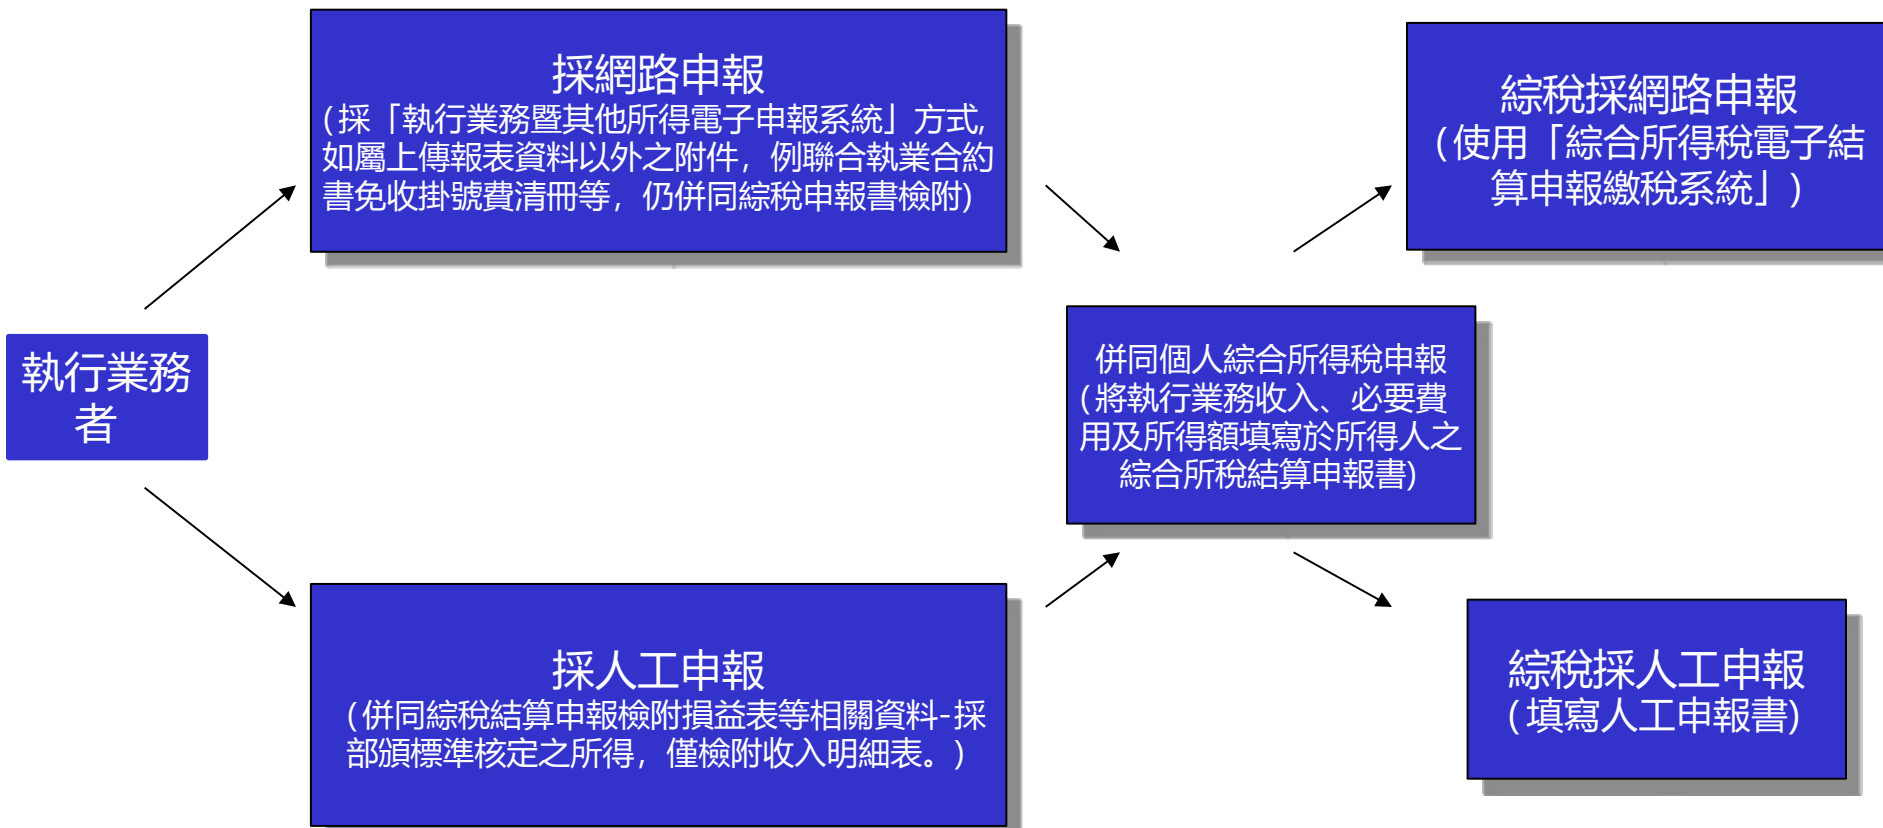 採網路申報
(採「執行業務暨其他所得電子申報系統」方式,
如屬上傳報表資料以外之附件，例聯合執業合約
書免收掛號費清冊等，仍併同綜稅申報書檢附)
綜稅採網路申報
(使用「綜合所得稅電子結
算申報繳稅系統」)
執行業務
者
併同個人綜合所得稅申報
(將執行業務收入、必要費
用及所得額填寫於所得人之
綜合所稅結算申報書)
採人工申報
(併同綜稅結算申報檢附損益表等相關資料-採
部頒標準核定之所得，僅檢附收入明細表。)
綜稅採人工申報
(填寫人工申報書)